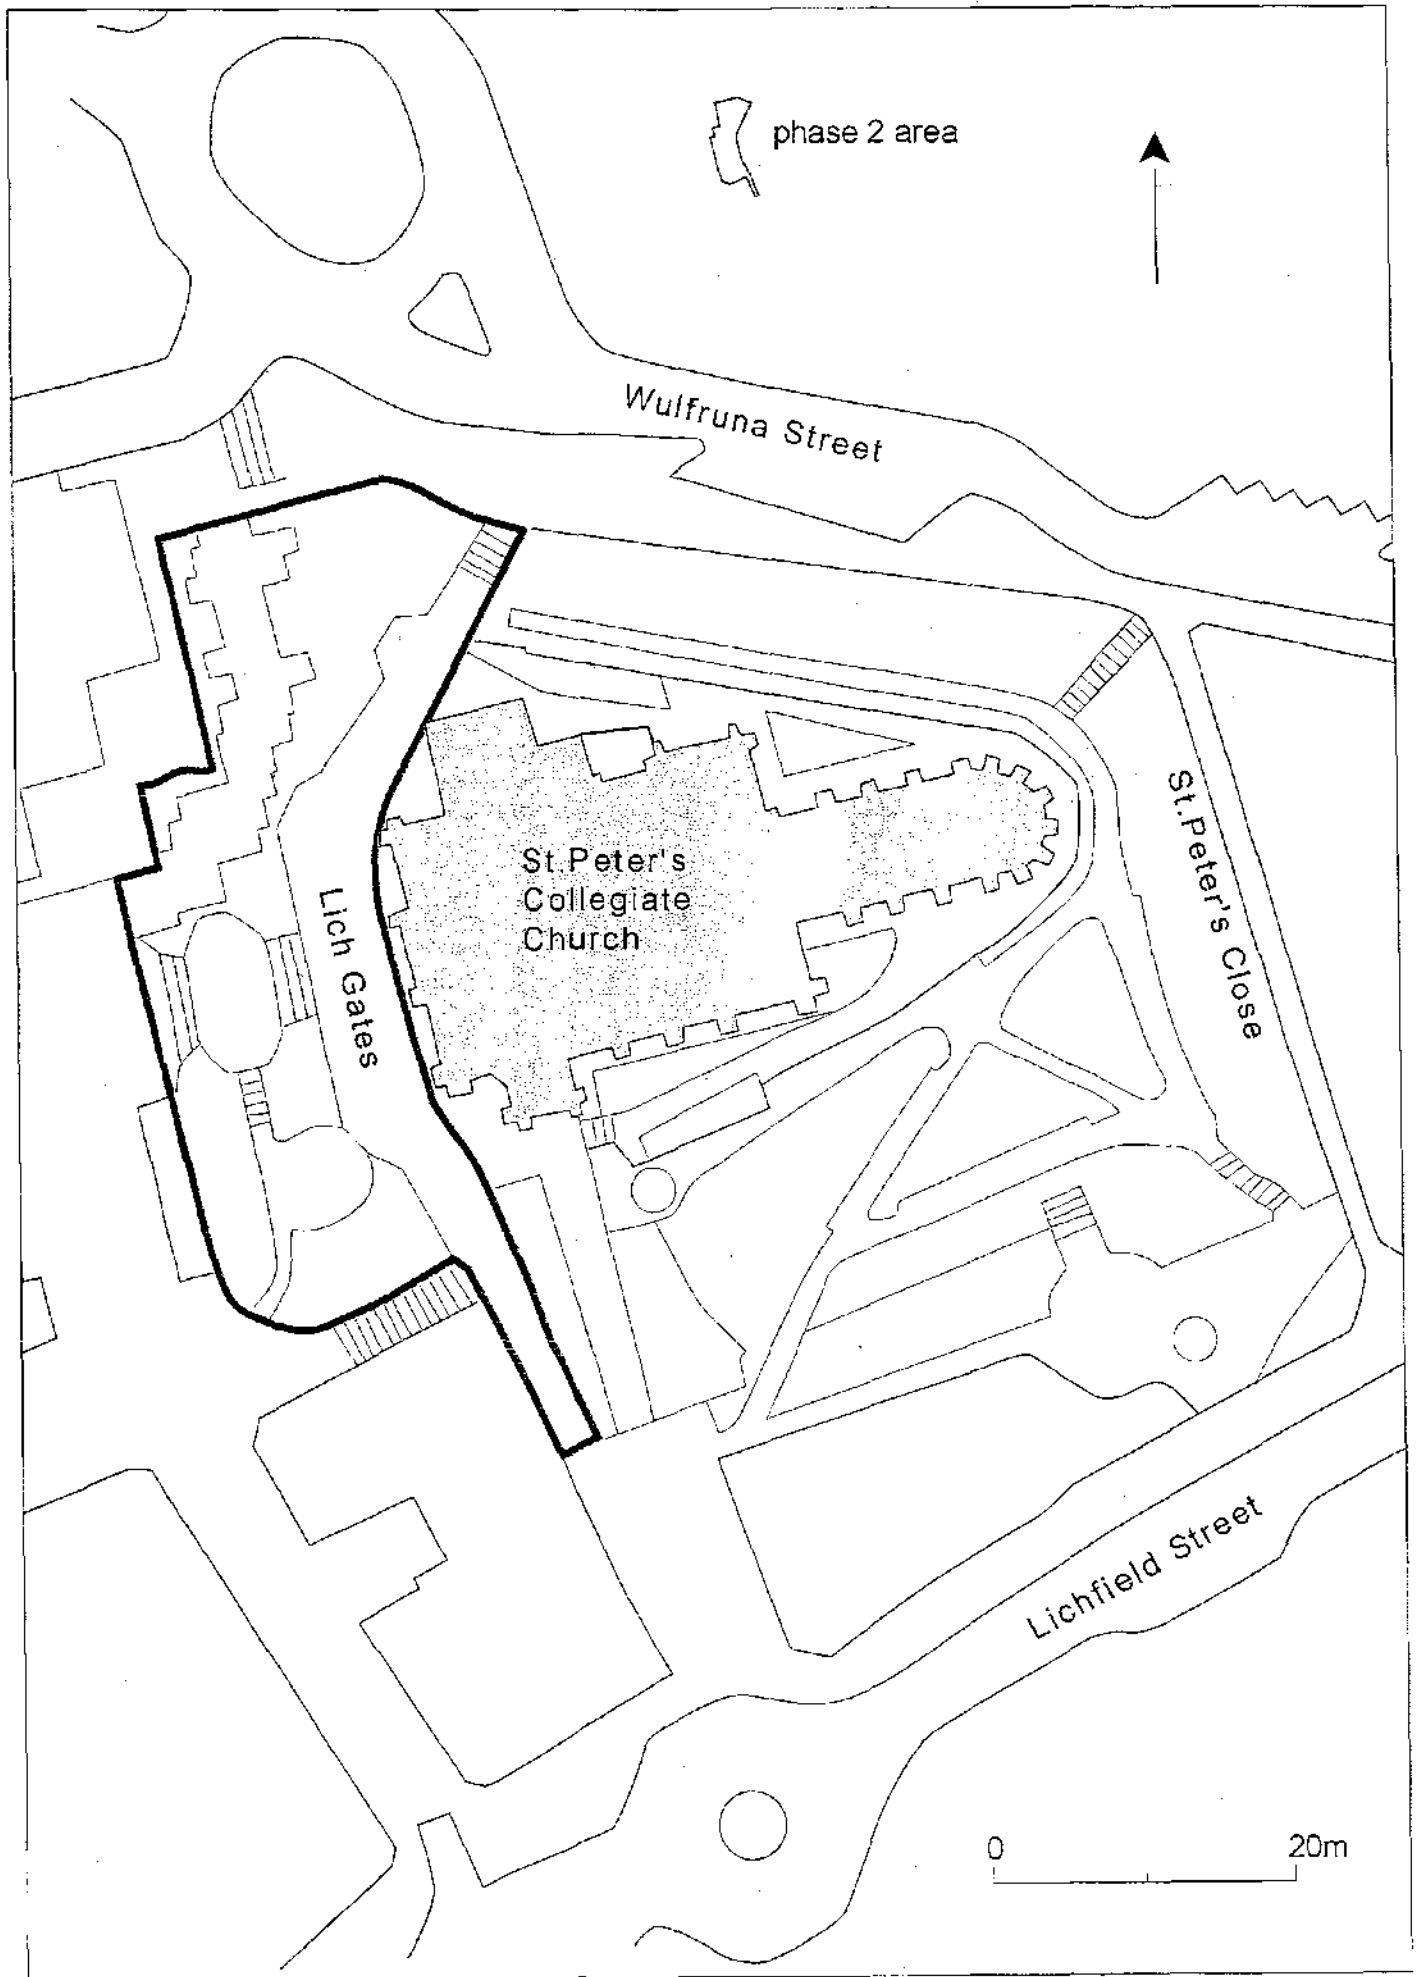 phase 2 area
Wulfruna Street
St.Peter's
Collegiate
Church
Lich Gates
St.Peter's Close
Lichfield Street
0 20m